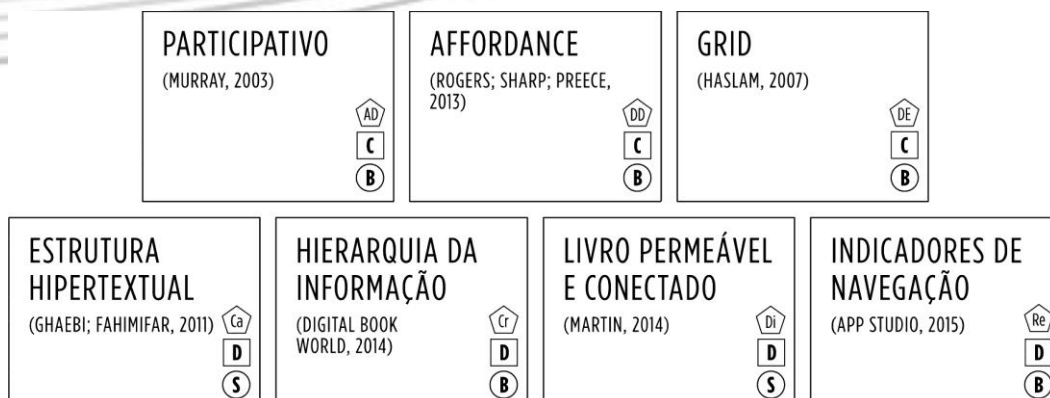 PARTICIPATIVO
(MURRAY, 2003)
AD
C
B
AFFORDANCE
(ROGERS; SHARP; PREECE,
2013)
DD
C
B
GRID
(HASLAM, 2007)
DE
C
B
ESTRUTURA
HIPERTEXTUAL
(GHAEBI; FAHIMIFAR, 2011)
Ca
D
S
HIERARQUIA DA
INFORMAÇÃO
(DIGITAL BOOK
WORLD, 2014)
Cr
D
B
LIVRO PERMEÁVEL
E CONECTADO
(MARTIN, 2014)
Di
D
S
INDICADORES DE
NAVEGAÇÃO
(APP STUDIO, 2015)
Re
D
B